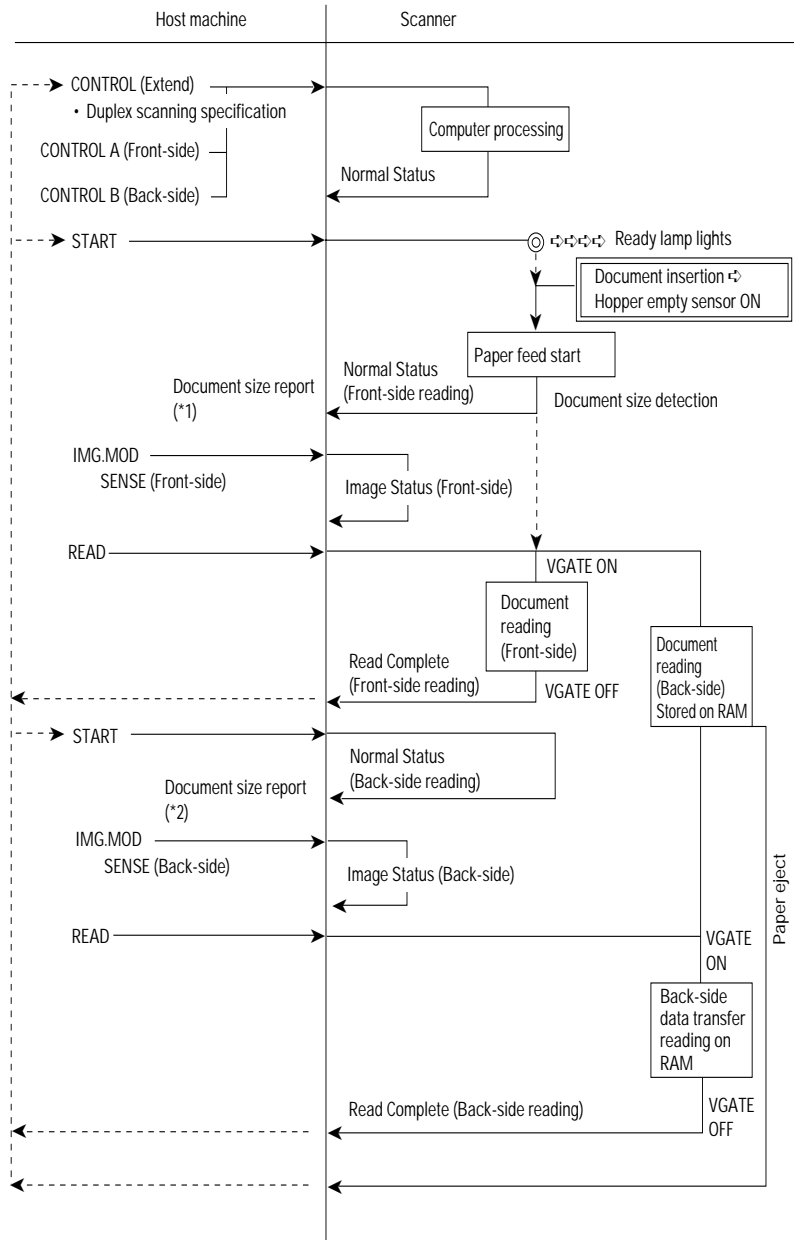 Host machine
Scanner
CONTROL (Extend)
• Duplex scanning specification
Computer processing
CONTROL A (Front-side)
Normal Status
CONTROL B (Back-side)
START
Ready lamp lights
Document insertion ➪
Hopper empty sensor ON
Paper feed start
Normal Status
(Front-side reading)
Document size report
(*1)
Document size detection
IMG.MOD
SENSE (Front-side)
Image Status (Front-side)
READ
VGATE ON
Document
reading
(Front-side)
Document
reading
(Back-side)
Stored on RAM
Read Complete
(Front-side reading)
VGATE OFF
START
Normal Status
(Back-side reading)
Document size report
(*2)
IMG.MOD
SENSE (Back-side)
Image Status (Back-side)
Paper eject
READ
VGATE
ON
Back-side
data transfer
reading on
RAM
Read Complete (Back-side reading)
VGATE
OFF